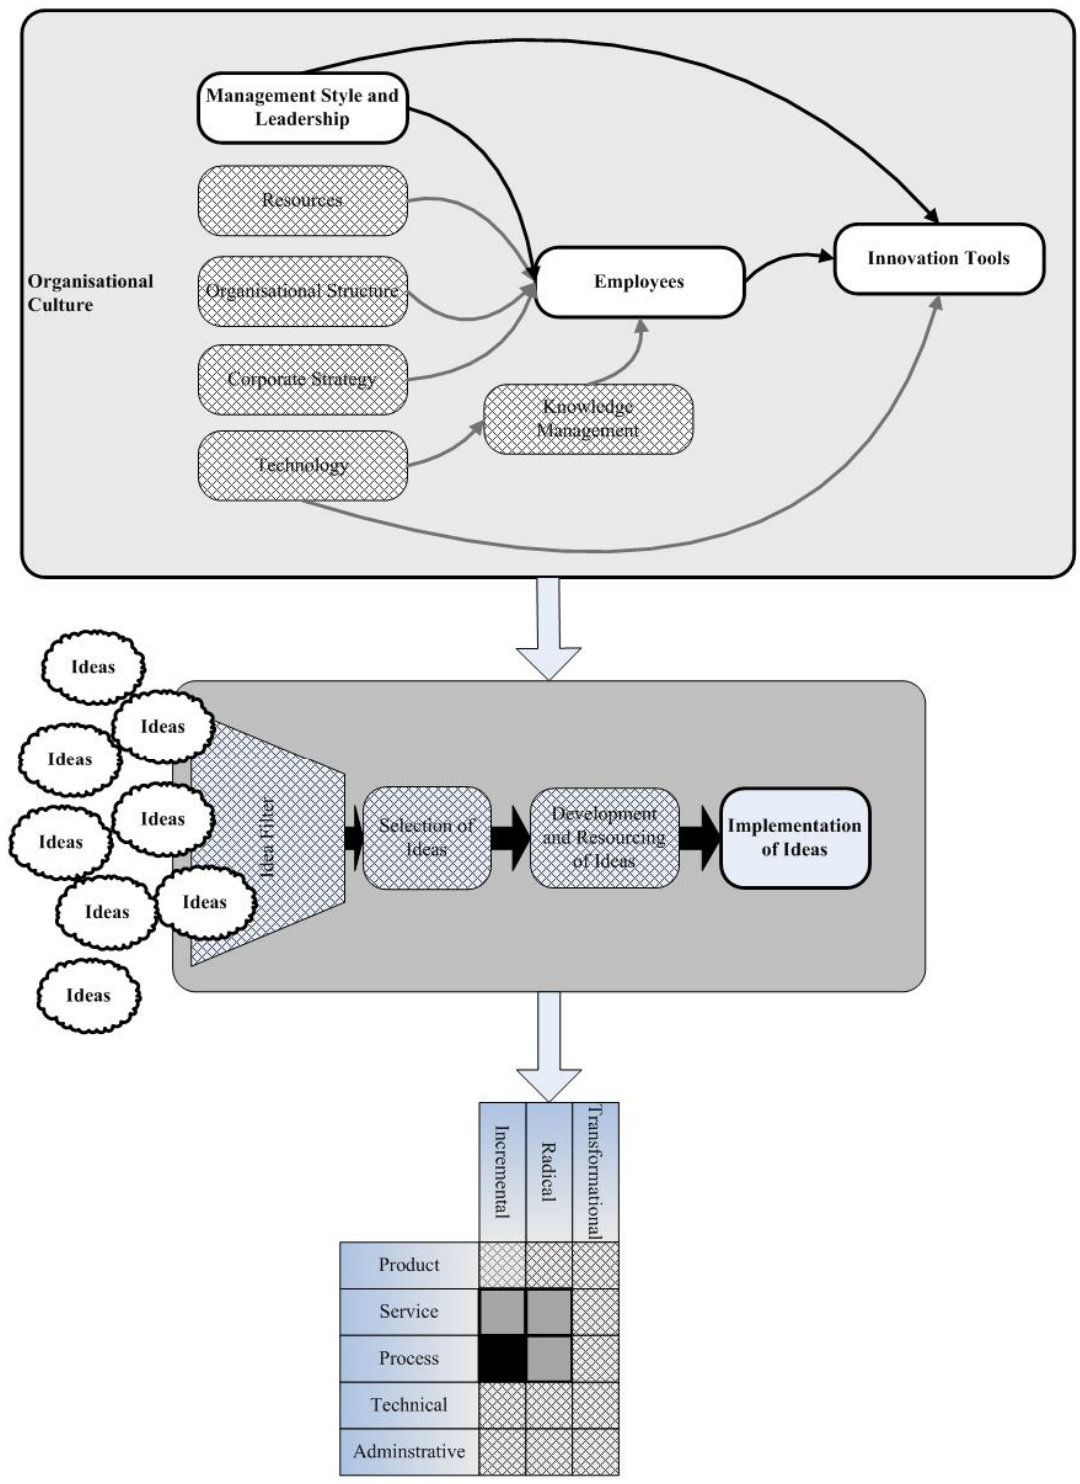 Management Style and
Leadership
Resources
Organisational Structure
Corporate Strategy
Technology
Organisational
Culture
Employees
Innovation Tools
Knowledge
Management
Ideas
Ideas
Ideas
Ideas
Ideas
Ideas
Ideas
Ideas
Idea Filter
Selection of
Ideas
Development
and Resourcing
of Ideas
Implementation
of Ideas
Incremental
Radical
Transformational
Product
Service
Process
Technical
Adminstrative